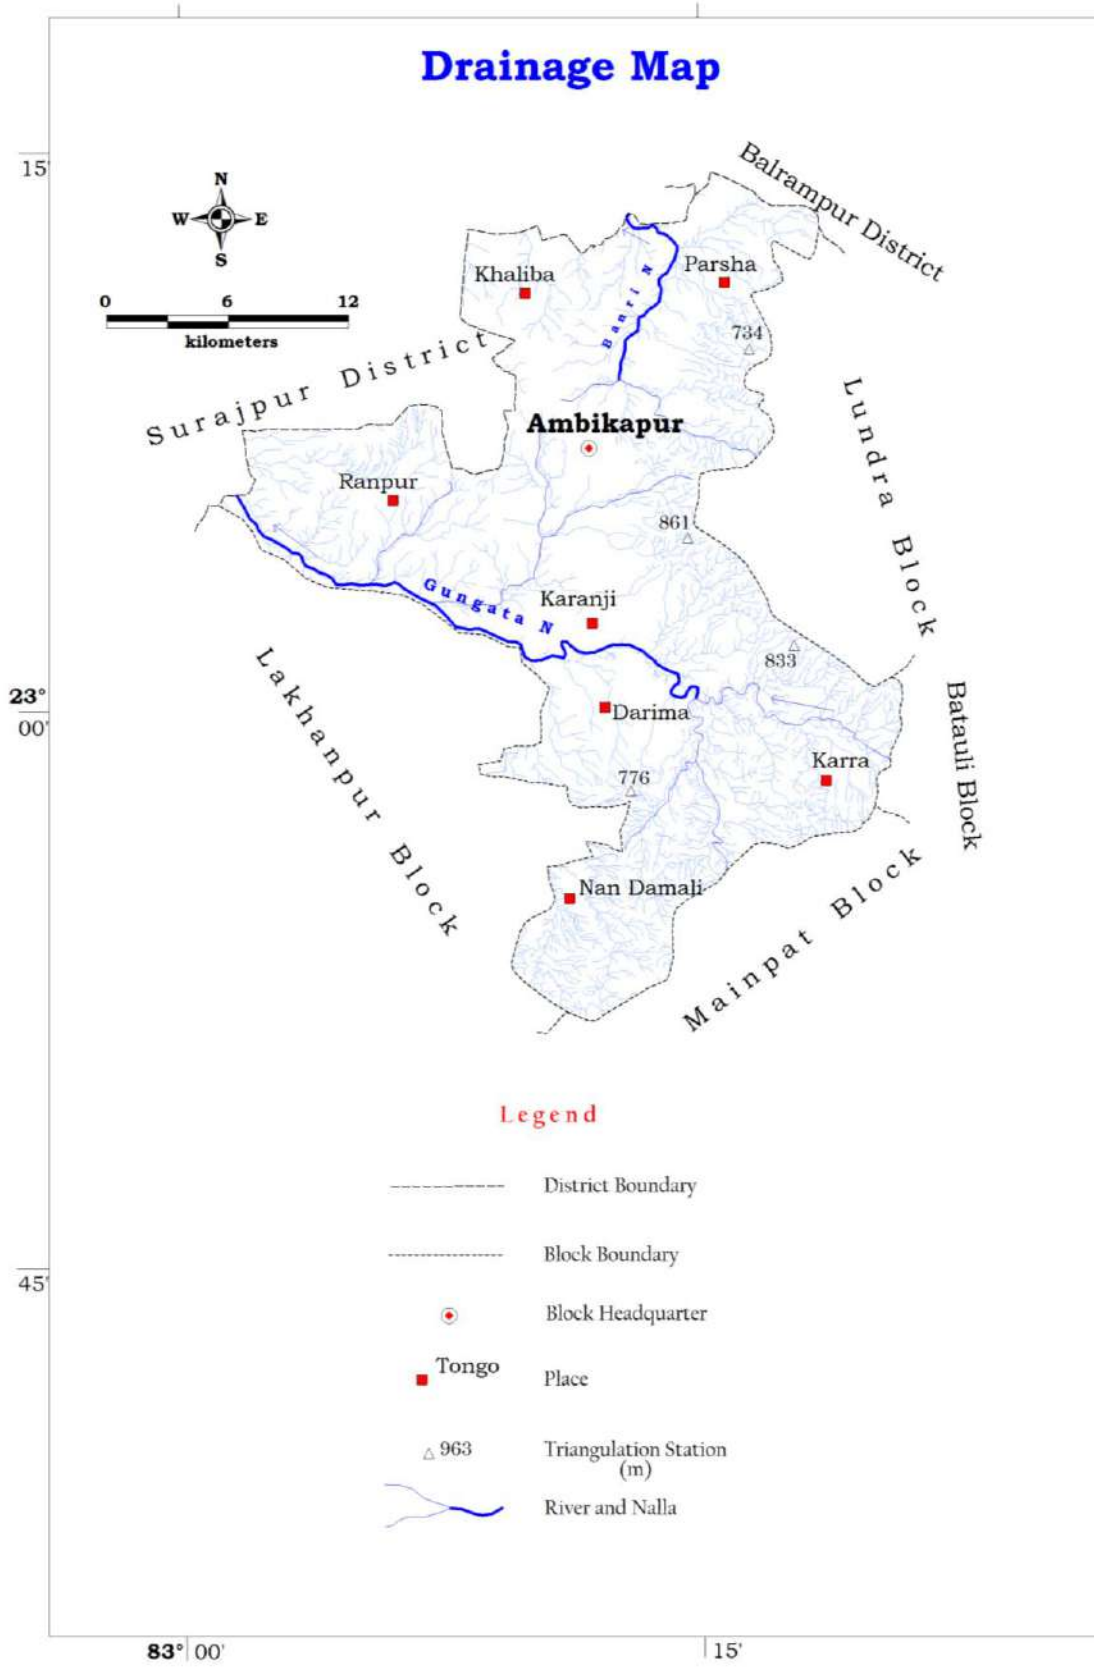 Drainage Map
15'
N
W E
S
0 6 12
kilometers
Balrampur District
Surajpur District
Khaliba
Parsha
Banri N
734
Lundra Block
Ambikapur
Ranpur
861
Gungata N
Karanji
833
Lakhanpur Block
23°
00'
Darima
Batauli Block
Karra
776
Nan Damali
Mainpat Block
Legend
District Boundary
Block Boundary
45'
Block Headquarter
Tongo
Place
963
Triangulation Station
(m)
River and Nalla
83° 00'
15'